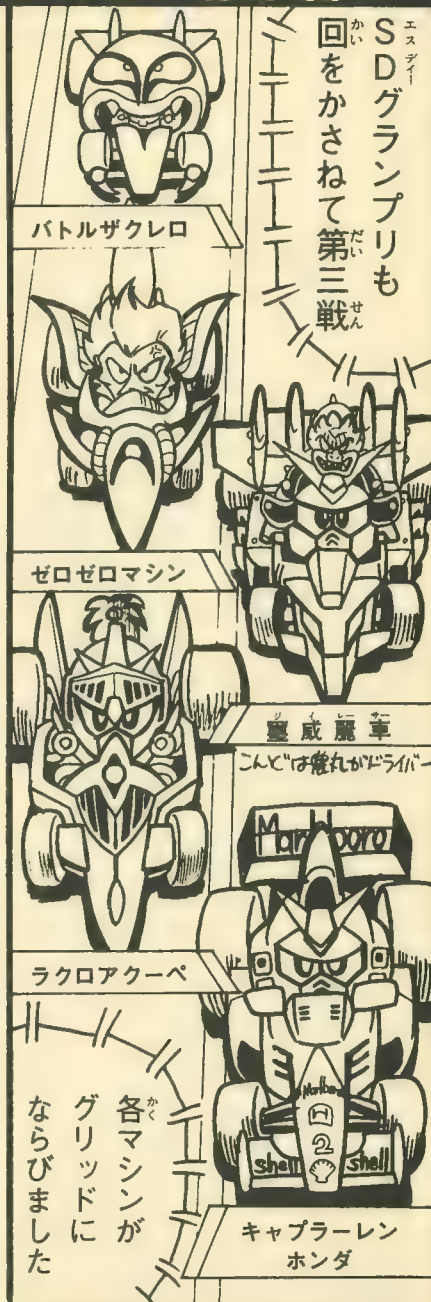 SDグランプリも
回をかさねて第三戦
バトルザクレロ
ゼロゼロマシン
璽威麗車
こんどは丸がドライバー
ラクロアクーペ
Marlboro
Marlboro
H
2
Shell
Shell
キャプラーレン
ホンダ
各マシンが
グリッドに
ならびました